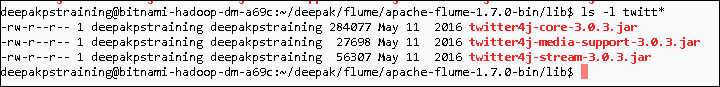 deepakpstraining@bitnami-hadoop-dm-a69c:~/deepak/flume/apache-flume-1.7.0-bin/lib$ ls -l twitt*
-rw-r--r-- 1 deepakpstraining deepakpstraining 284077 May 11  2016 twitter4j-core-3.0.3.jar
-rw-r--r-- 1 deepakpstraining deepakpstraining  27698 May 11  2016 twitter4j-media-support-3.0.3.jar
-rw-r--r-- 1 deepakpstraining deepakpstraining  56307 May 11  2016 twitter4j-stream-3.0.3.jar
deepakpstraining@bitnami-hadoop-dm-a69c:~/deepak/flume/apache-flume-1.7.0-bin/lib$